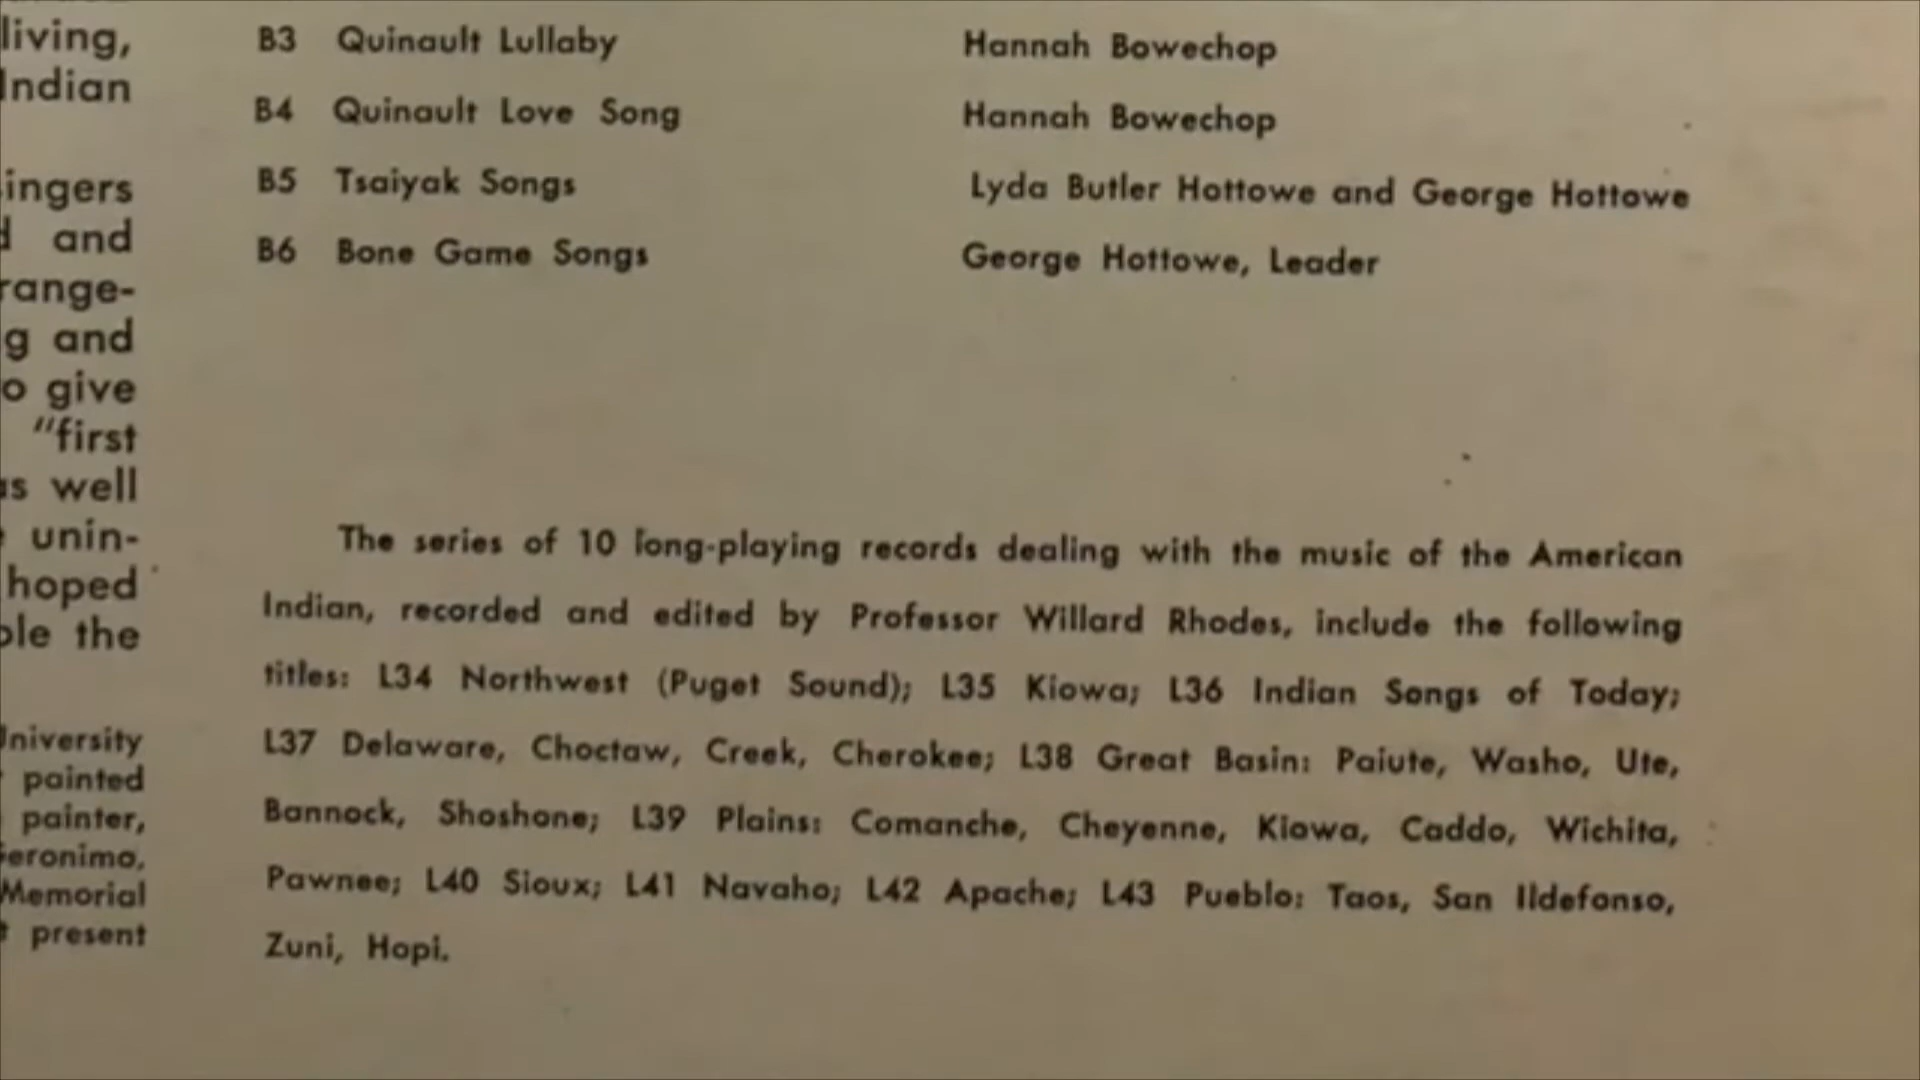 living,
Indian
and
g and
give
"first
well
unin-
hoped
the
University
painted
painter,
Geronimo,
Memorial
present
B3 Quinault Lullaby Hannah Bowechop
B4 Quinault Love Song Hannah Bowechop
B5 Tsaiyak Songs Lyda Butler Hottowe and George Hottowe
B6 Bone Game Songs George Hottowe, Leader
The series of 10 long-playing records dealing with the music of the American
Indian, recorded and edited by Professor Willard Rhodes, include the following
titles: L34 Northwest (Puget Sound); L35 Kiowa; L36 Indian Songs of Today;
L37 Delaware, Choctaw, Creek, Cherokee; L38 Great Basin: Paiute, Washo, Ute,
Bannock, Shoshone; L39 Plains: Comanche, Cheyenne, Kiowa, Caddo, Wichita,
Pawnee; L40 Sioux; L41 Navaho; L42 Apache; L43 Pueblo: Taos, San Ildefonso,
Zuni, Hopi.